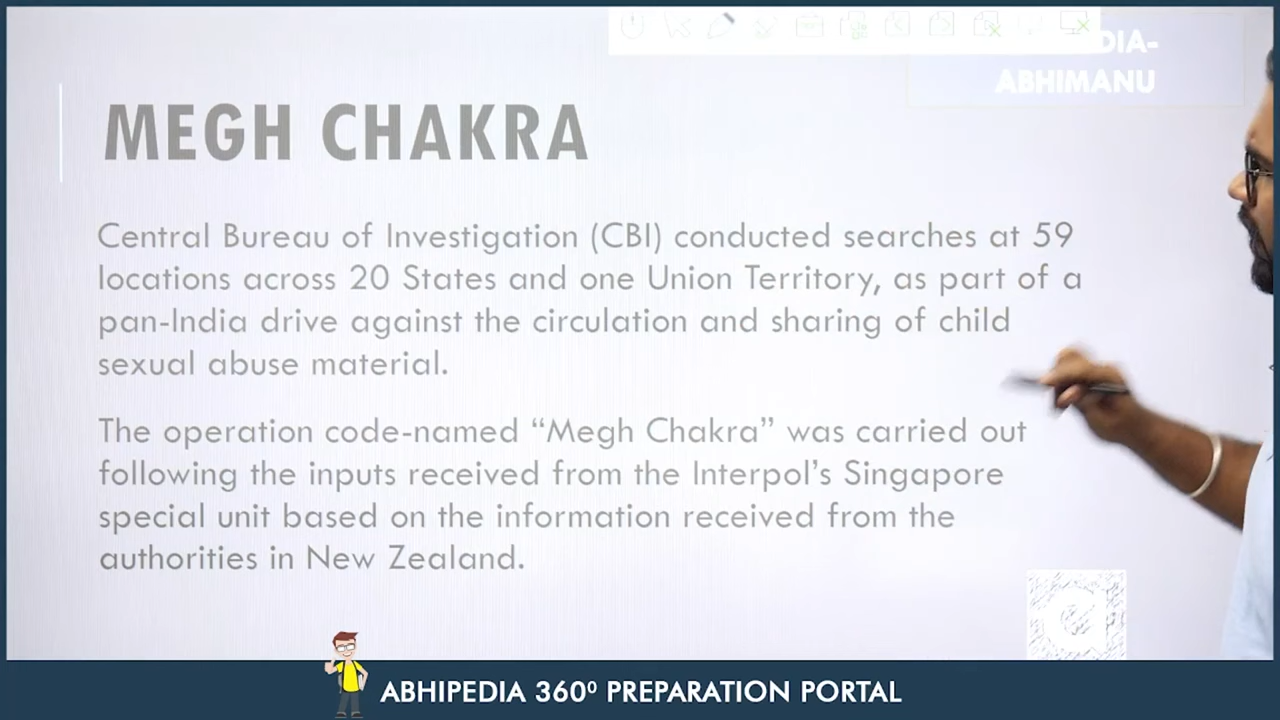 DIA-
ABHIMANU
MEGH CHAKRA
Central Bureau of Investigation (CBI) conducted searches at 59
locations across 20 States and one Union Territory, as part of a
pan-India drive against the circulation and sharing of child
sexual abuse material.
The operation code-named “Megh Chakra” was carried out
following the inputs received from the Interpol’s Singapore
special unit based on the information received from the
authorities in New Zealand.
ABHIPEDIA 360⁰ PREPARATION PORTAL